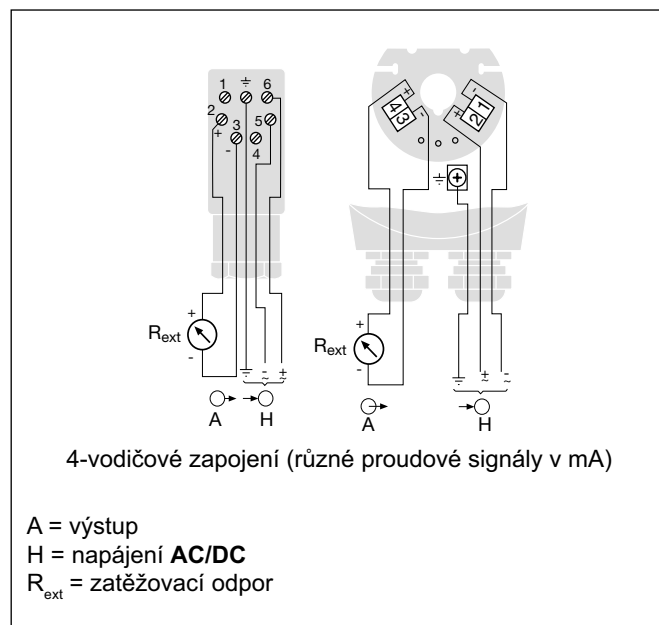 1 ⏚ 6
2 5
+ 3
- 4
+ -
4 3 2 1
- +
⏚
+ +
R_ext R_ext
- -
⏚ - ~ + ~ ⏚ + ~ - ~
A H A H
4-vodičové zapojení (různé proudové signály v mA)
A = výstup
H = napájení AC/DC
R_ext = zatěžovací odpor